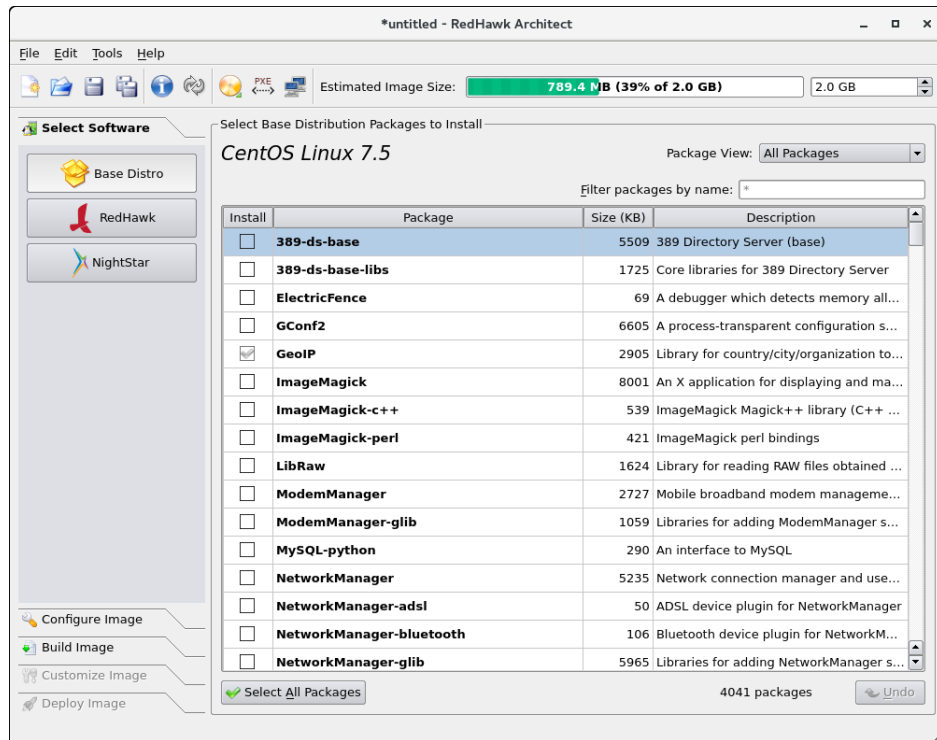 *untitled - RedHawk Architect
File Edit Tools Help
PXE Estimated Image Size: 789.4 MB (39% of 2.0 GB) 2.0 GB
Select Software
Base Distro
RedHawk
NightStar
Configure Image
Build Image
Customize Image
Deploy Image
Select Base Distribution Packages to Install
CentOS Linux 7.5
Package View: All Packages
Filter packages by name: *
Install Package Size (KB) Description
389-ds-base 5509 389 Directory Server (base)
389-ds-base-libs 1725 Core libraries for 389 Directory Server
ElectricFence 69 A debugger which detects memory all...
GConf2 6605 A process-transparent configuration s...
GeoIP 2905 Library for country/city/organization to...
ImageMagick 8001 An X application for displaying and ma...
ImageMagick-c++ 539 ImageMagick Magick++ library (C++ ...
ImageMagick-perl 421 ImageMagick perl bindings
LibRaw 1624 Library for reading RAW files obtained ...
ModemManager 2727 Mobile broadband modem manageme...
ModemManager-glib 1059 Libraries for adding ModemManager s...
MySQL-python 290 An interface to MySQL
NetworkManager 5235 Network connection manager and use...
NetworkManager-adsl 50 ADSL device plugin for NetworkManager
NetworkManager-bluetooth 106 Bluetooth device plugin for NetworkM...
NetworkManager-glib 5965 Libraries for adding NetworkManager s...
Select All Packages 4041 packages Undo